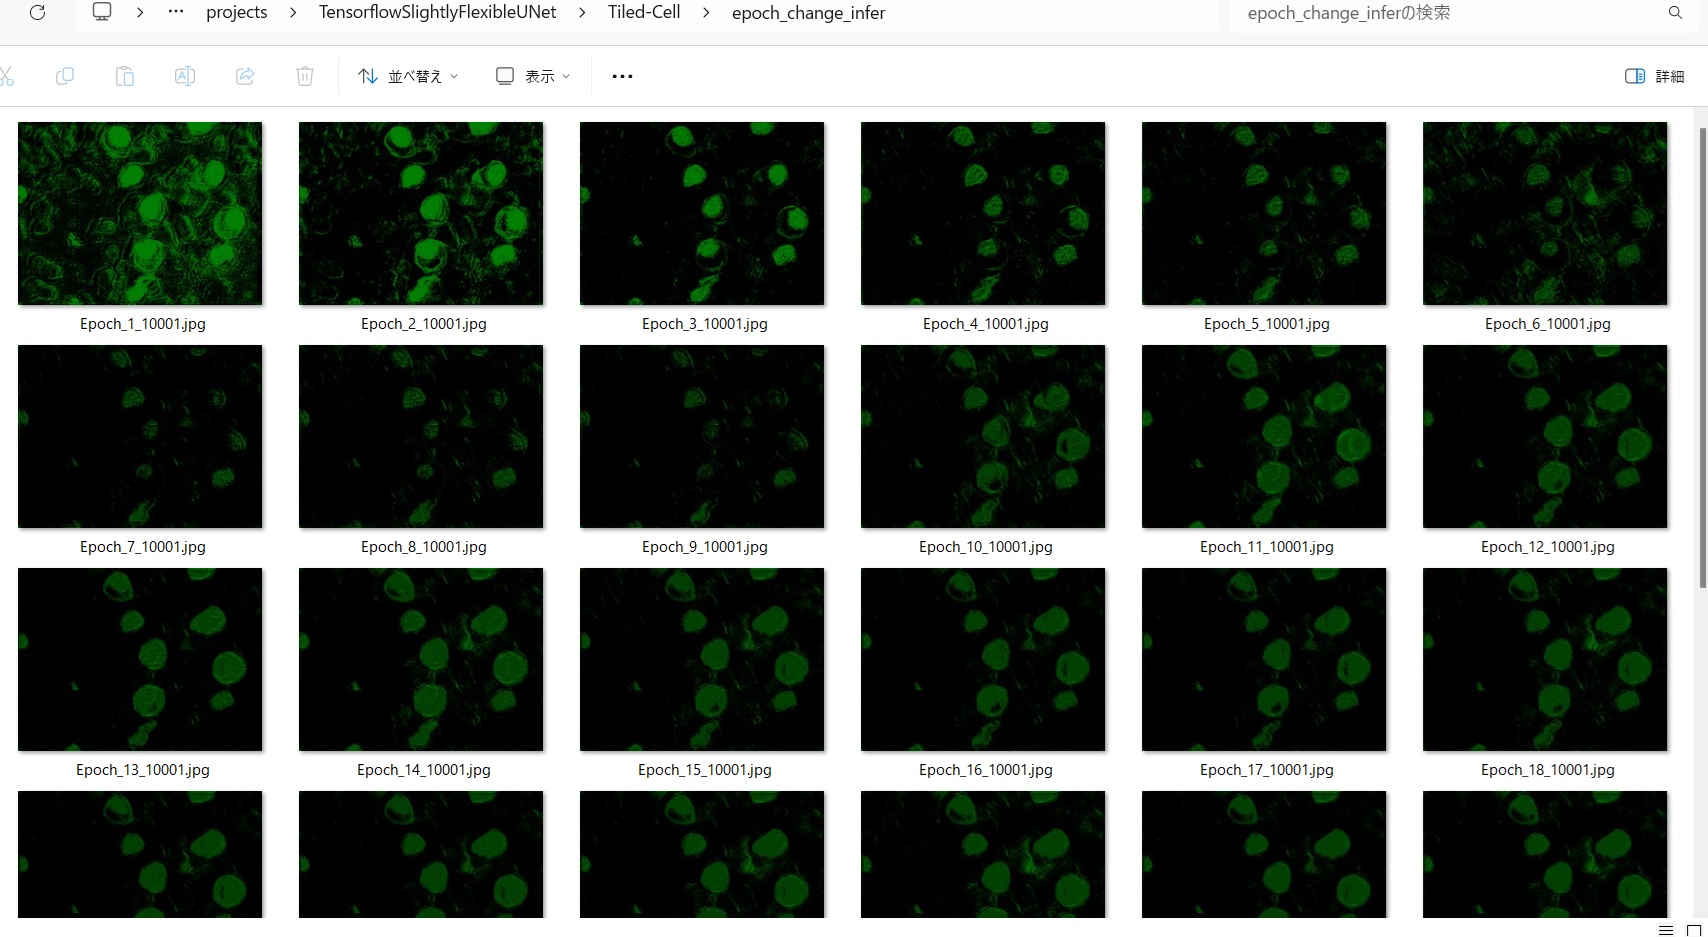 projects > TensorflowSlightlyFlexibleUNet > Tiled-Cell > epoch_change_infer
epoch_change_inferの検索
並べ替え
表示
詳細
Epoch_1_10001.jpg
Epoch_2_10001.jpg
Epoch_3_10001.jpg
Epoch_4_10001.jpg
Epoch_5_10001.jpg
Epoch_6_10001.jpg
Epoch_7_10001.jpg
Epoch_8_10001.jpg
Epoch_9_10001.jpg
Epoch_10_10001.jpg
Epoch_11_10001.jpg
Epoch_12_10001.jpg
Epoch_13_10001.jpg
Epoch_14_10001.jpg
Epoch_15_10001.jpg
Epoch_16_10001.jpg
Epoch_17_10001.jpg
Epoch_18_10001.jpg